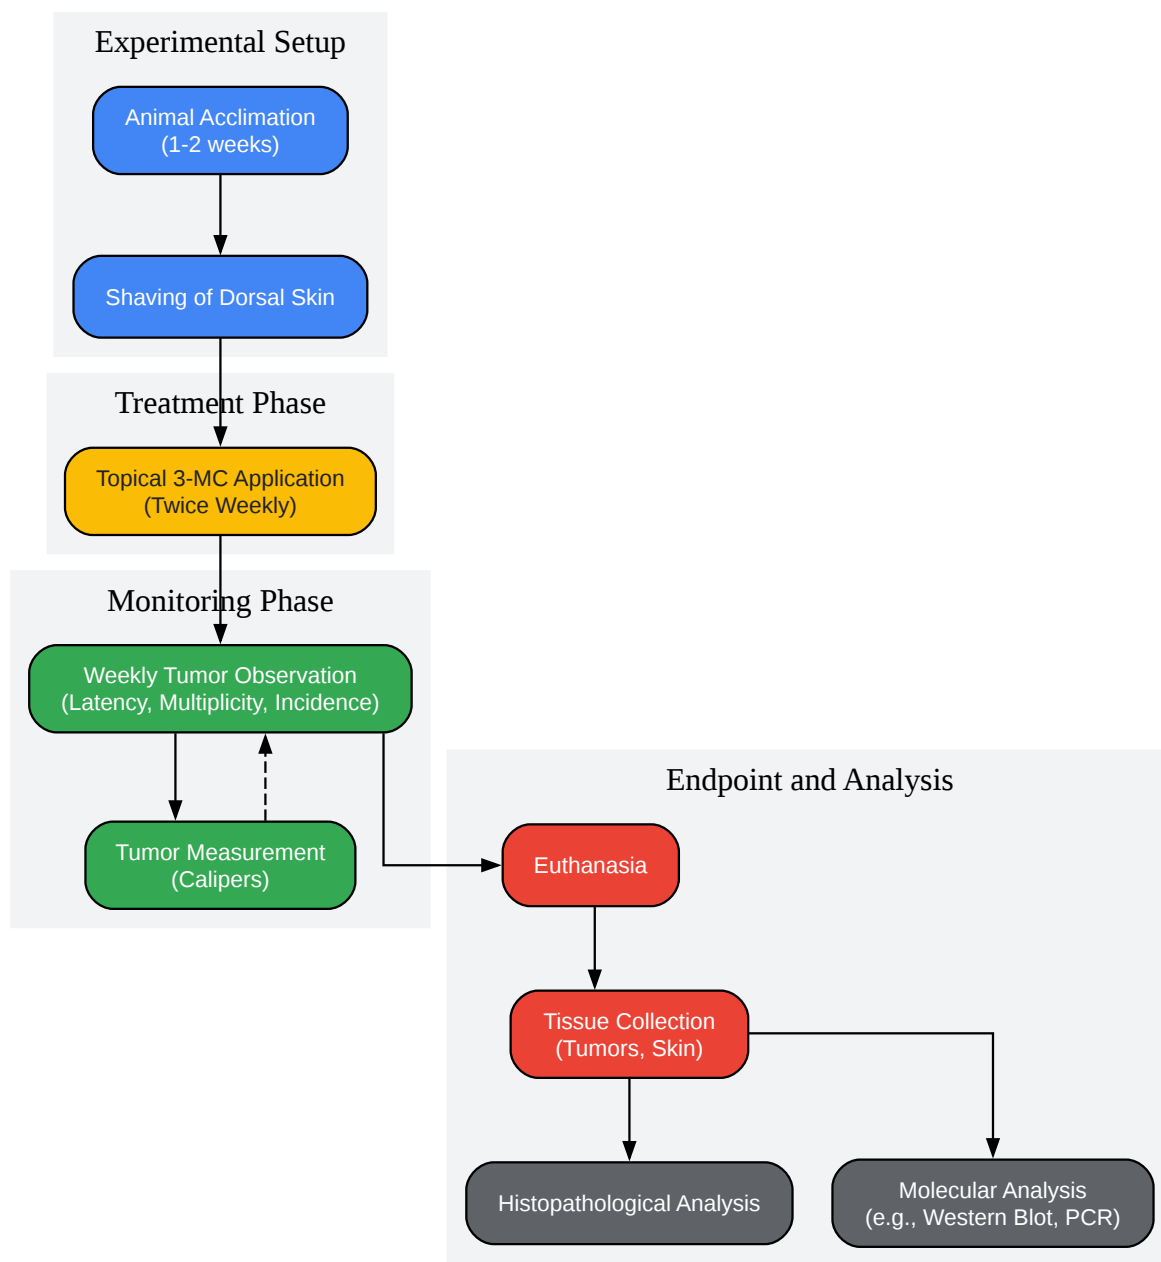 Experimental Setup
Animal Acclimation
(1-2 weeks)
Shaving of Dorsal Skin
Treatment Phase
Topical 3-MC Application
(Twice Weekly)
Monitoring Phase
Weekly Tumor Observation
(Latency, Multiplicity, Incidence)
Tumor Measurement
(Calipers)
Endpoint and Analysis
Euthanasia
Tissue Collection
(Tumors, Skin)
Histopathological Analysis
Molecular Analysis
(e.g., Western Blot, PCR)